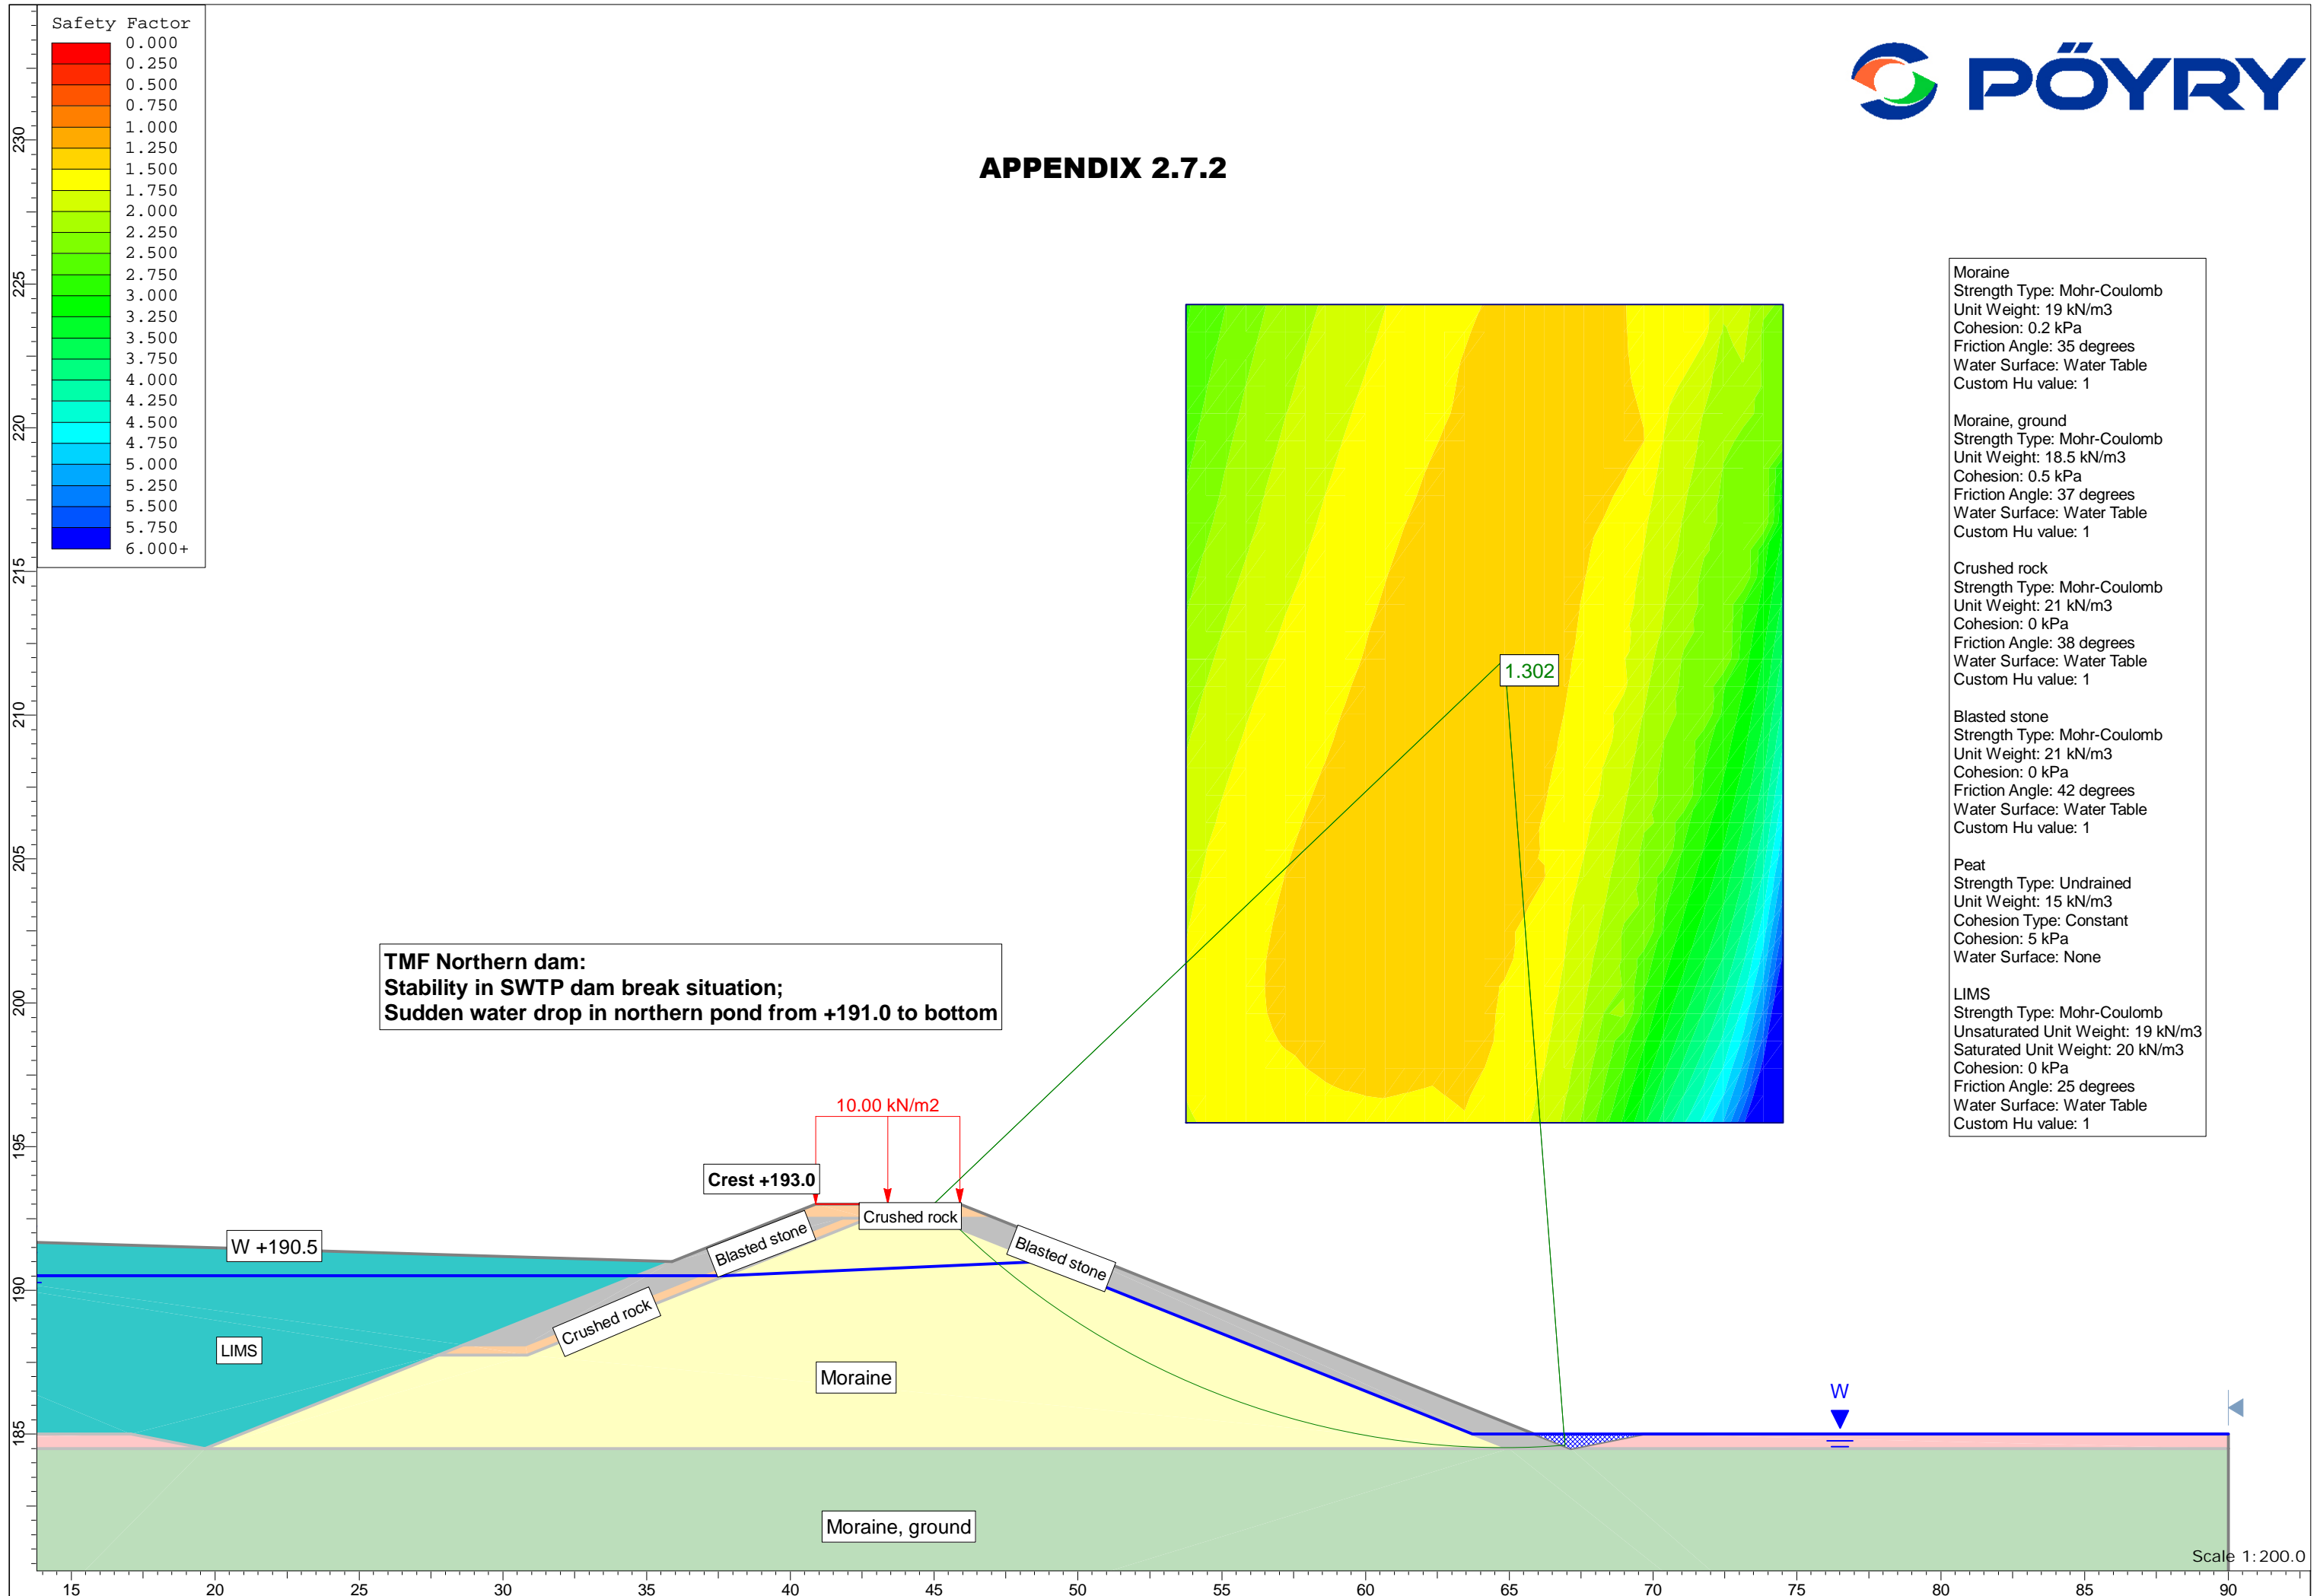 Safety Factor
0.000
0.250
0.500
0.750
1.000
1.250
1.500
1.750
2.000
2.250
2.500
2.750
3.000
3.250
3.500
3.750
4.000
4.250
4.500
4.750
5.000
5.250
5.500
5.750
6.000+
PÖYRY
APPENDIX 2.7.2
Moraine
Strength Type: Mohr-Coulomb
Unit Weight: 19 kN/m3
Cohesion: 0.2 kPa
Friction Angle: 35 degrees
Water Surface: Water Table
Custom Hu value: 1
Moraine, ground
Strength Type: Mohr-Coulomb
Unit Weight: 18.5 kN/m3
Cohesion: 0.5 kPa
Friction Angle: 37 degrees
Water Surface: Water Table
Custom Hu value: 1
Crushed rock
Strength Type: Mohr-Coulomb
Unit Weight: 21 kN/m3
Cohesion: 0 kPa
Friction Angle: 38 degrees
Water Surface: Water Table
Custom Hu value: 1
Blasted stone
Strength Type: Mohr-Coulomb
Unit Weight: 21 kN/m3
Cohesion: 0 kPa
Friction Angle: 42 degrees
Water Surface: Water Table
Custom Hu value: 1
Peat
Strength Type: Undrained
Unit Weight: 15 kN/m3
Cohesion Type: Constant
Cohesion: 5 kPa
Water Surface: None
LIMS
Strength Type: Mohr-Coulomb
Unsaturated Unit Weight: 19 kN/m3
Saturated Unit Weight: 20 kN/m3
Cohesion: 0 kPa
Friction Angle: 25 degrees
Water Surface: Water Table
Custom Hu value: 1
1.302
TMF Northern dam:
Stability in SWTP dam break situation;
Sudden water drop in northern pond from +191.0 to bottom
10.00 kN/m2
Crest +193.0
Crushed rock
Blasted stone
Blasted stone
W +190.5
Crushed rock
LIMS
Moraine
W
Moraine, ground
Scale 1:200.0
230
225
220
215
210
205
200
195
190
185
15 20 25 30 35 40 45 50 55 60 65 70 75 80 85 90